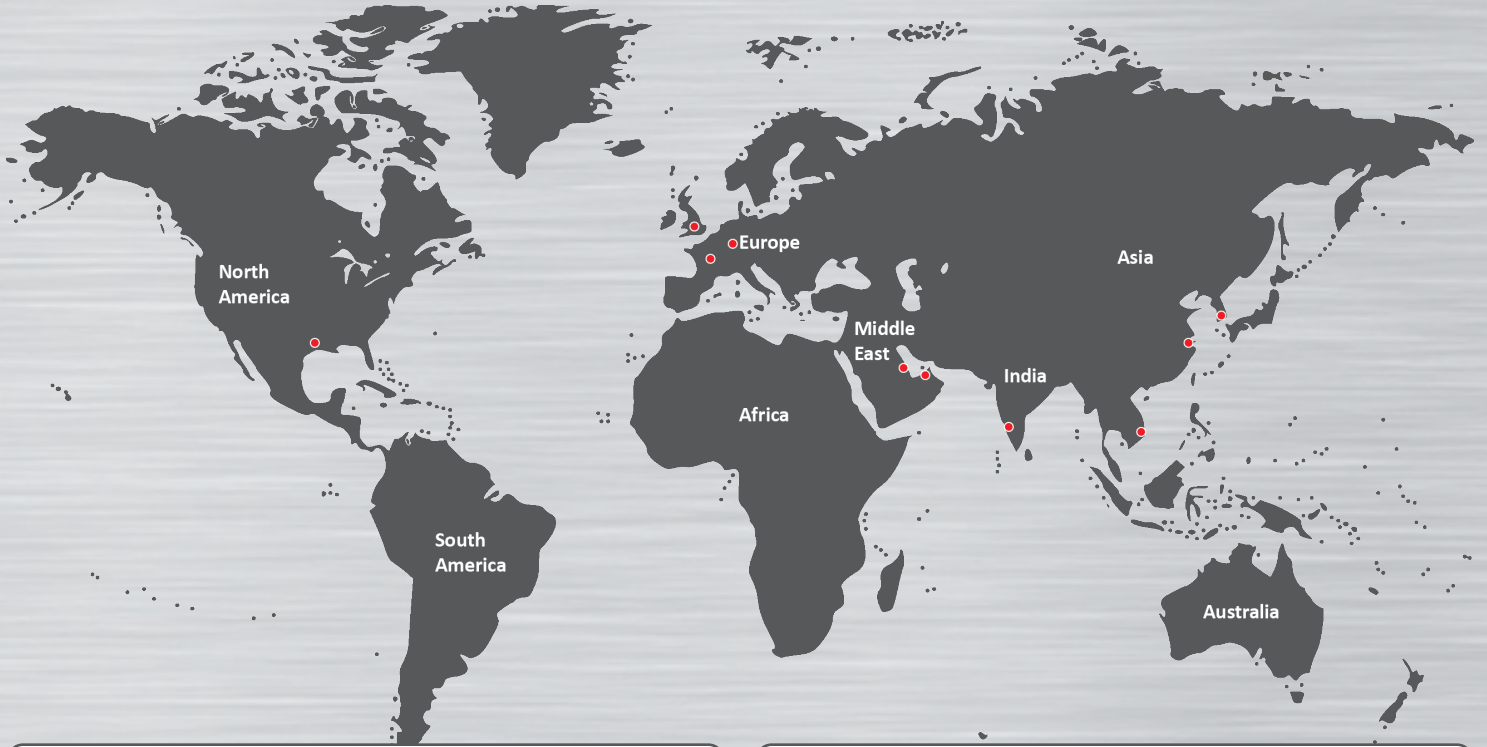 North
America
Europe
Asia
Middle
East
India
Africa
South
America
Australia